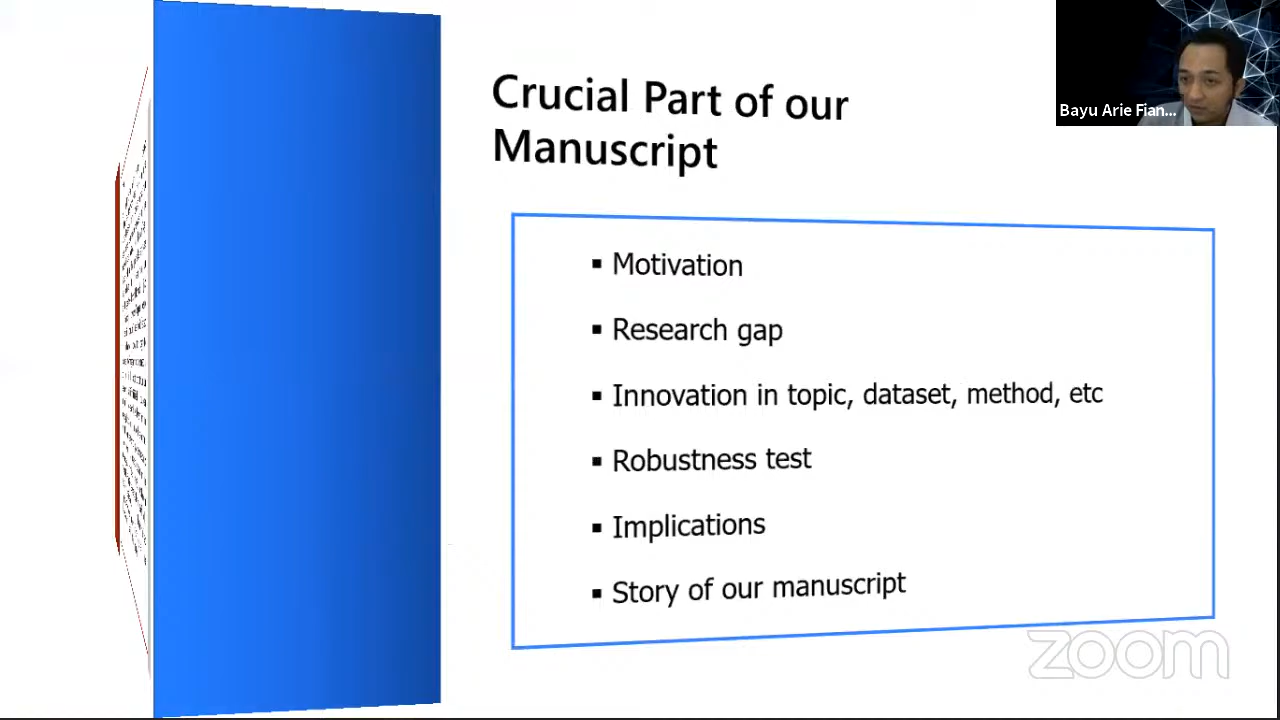 Crucial Part of our
Manuscript
Bayu Arie Fian...
▪ Motivation
▪ Research gap
▪ Innovation in topic, dataset, method, etc
▪ Robustness test
▪ Implications
▪ Story of our manuscript
zoom